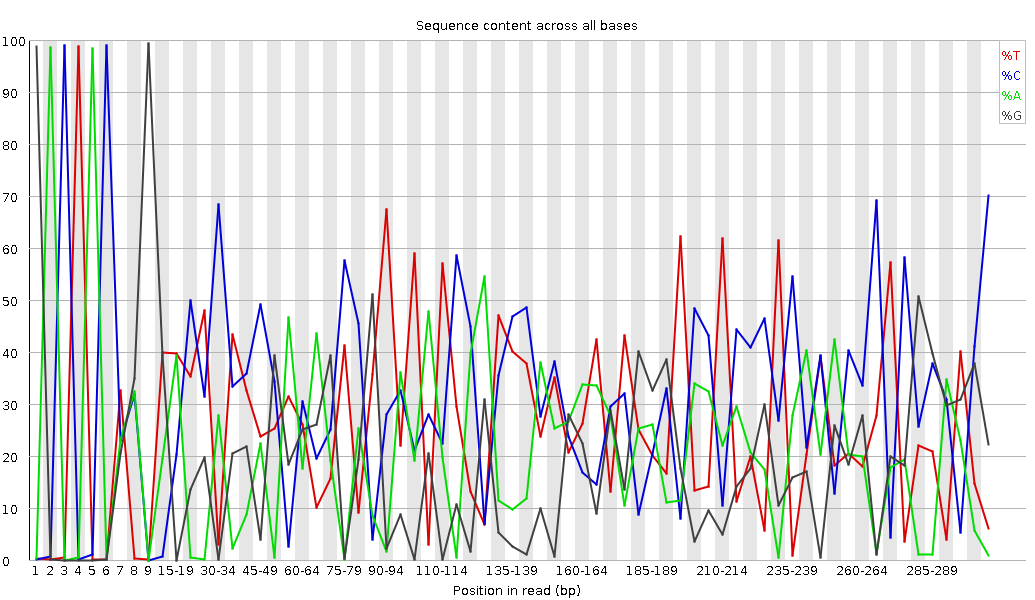 Sequence content across all bases
100
90
80
70
60
50
40
30
20
10
0
%T
%C
%A
%G
1 2 3 4 5 6 7 8 9 15-19 30-34 45-49 60-64 75-79 90-94 110-114 135-139 160-164 185-189 210-214 235-239 260-264 285-289
Position in read (bp)